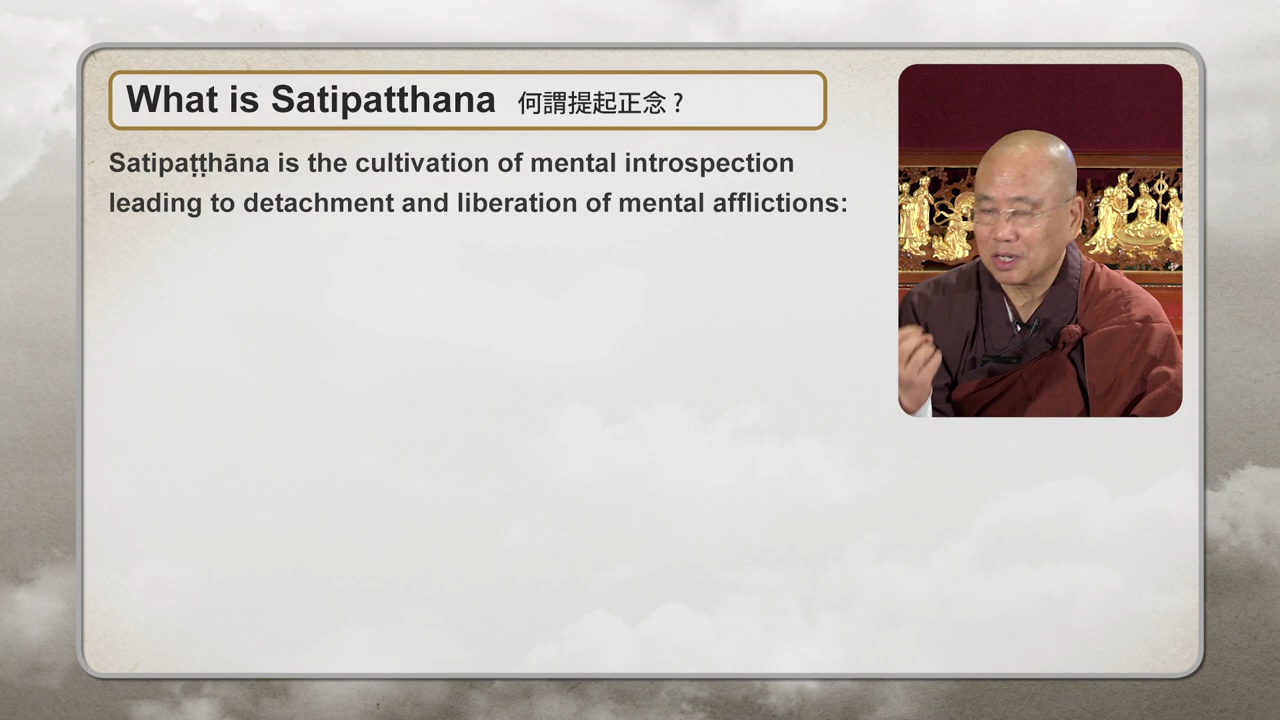 What is Satipatthana 何謂提起正念？
Satipaṭṭhāna is the cultivation of mental introspection
leading to detachment and liberation of mental afflictions: